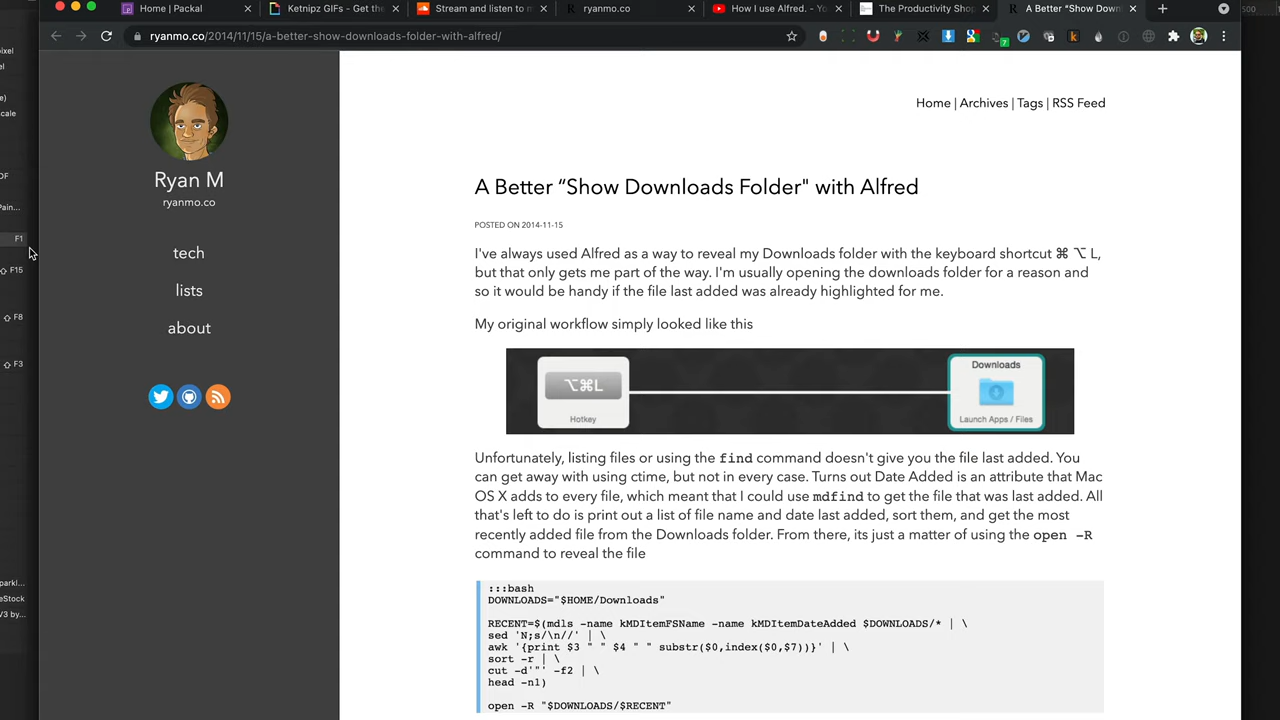 Home | Packal
Ketnipz GIFs - Get the
Stream and listen to m
ryanmo.co
How I use Alfred. - Yo
The Productivity Shop
A Better “Show Down
500
ryanmo.co/2014/11/15/a-better-show-downloads-folder-with-alfred/
7
Home | Archives | Tags | RSS Feed
Ryan M
ryanmo.co
tech
lists
about
F1
F15
F8
F3
A Better “Show Downloads Folder" with Alfred
POSTED ON 2014-11-15
I've always used Alfred as a way to reveal my Downloads folder with the keyboard shortcut ⌘ ⌥ L,
but that only gets me part of the way. I'm usually opening the downloads folder for a reason and
so it would be handy if the file last added was already highlighted for me.
My original workflow simply looked like this
⌥⌘L
Hotkey
Downloads
Launch Apps / Files
Unfortunately, listing files or using the find command doesn't give you the file last added. You
can get away with using ctime, but not in every case. Turns out Date Added is an attribute that Mac
OS X adds to every file, which meant that I could use mdfind to get the file that was last added. All
that's left to do is print out a list of file name and date last added, sort them, and get the most
recently added file from the Downloads folder. From there, its just a matter of using the open -R
command to reveal the file
:::bash
DOWNLOADS="$HOME/Downloads"
RECENT=$(mdls -name kMDItemFSName -name kMDItemDateAdded $DOWNLOADS/* | \
sed 'N;s/\n//' | \
awk '{print $3 " " $4 " " substr($0,index($0,$7))}' | \
sort -r | \
cut -d'"' -f2 | \
head -n1)
open -R "$DOWNLOADS/$RECENT"